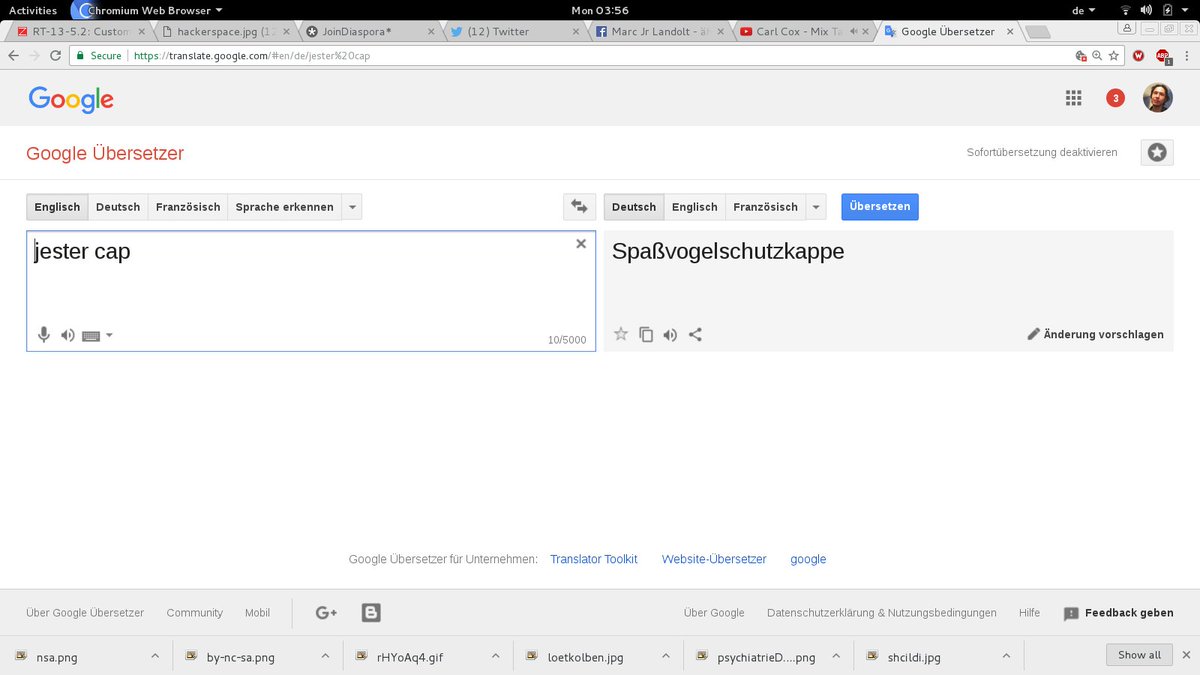 Activities Chromium Web Browser Mon 03:56 de
RT-13-5.2: Custom hackerspace.jpg (12 JoinDiaspora* (12) Twitter Marc Jr Landolt - äh Carl Cox - Mix Ta Google Übersetzer
Secure https://translate.google.com/#en/de/jester%20cap W ABP 1
Google 3
Google Übersetzer Sofortübersetzung deaktivieren
Englisch Deutsch Französisch Sprache erkennen Deutsch Englisch Französisch Übersetzen
jester cap Spaßvogelschutzkappe
10/5000 Änderung vorschlagen
Google Übersetzer für Unternehmen: Translator Toolkit Website-Übersetzer google
Über Google Übersetzer Community Mobil G+ B Über Google Datenschutzerklärung & Nutzungsbedingungen Hilfe Feedback geben
nsa.png by-nc-sa.png rHYoAq4.gif loetkolben.jpg psychiatrieD....png shcildi.jpg Show all